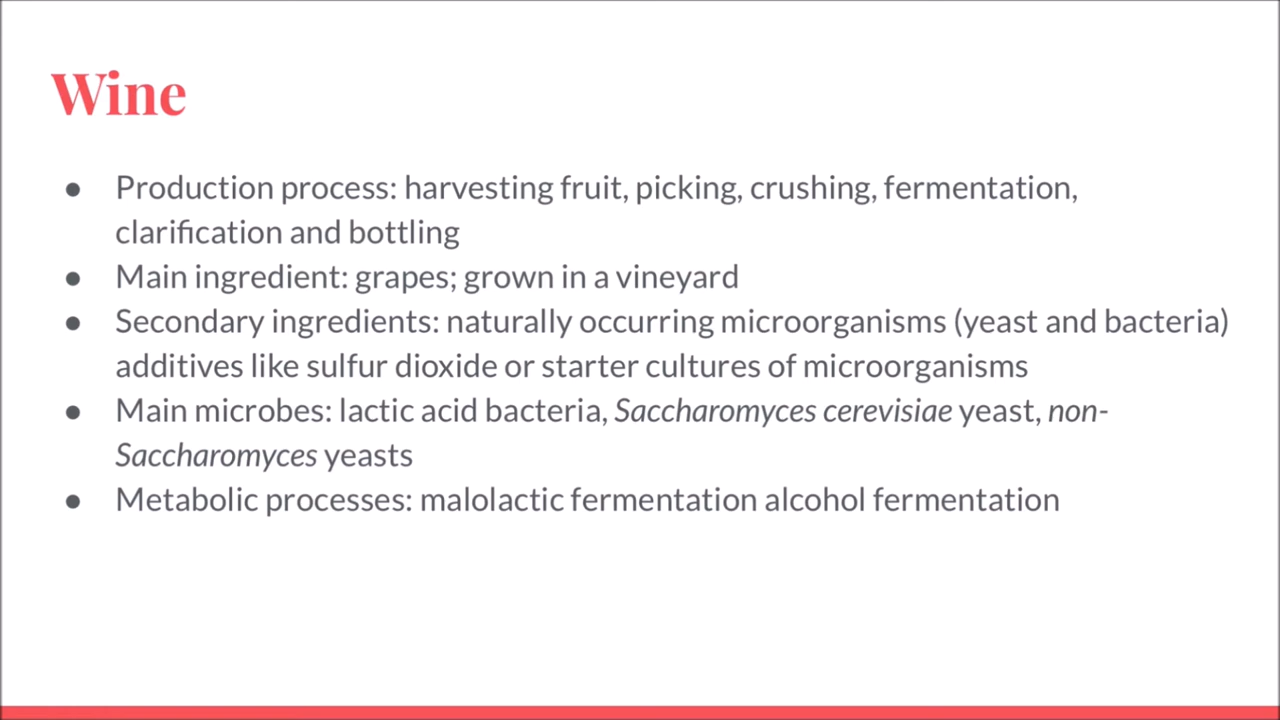 Wine
● Production process: harvesting fruit, picking, crushing, fermentation,
clarification and bottling
● Main ingredient: grapes; grown in a vineyard
● Secondary ingredients: naturally occurring microorganisms (yeast and bacteria)
additives like sulfur dioxide or starter cultures of microorganisms
● Main microbes: lactic acid bacteria, Saccharomyces cerevisiae yeast, non-
Saccharomyces yeasts
● Metabolic processes: malolactic fermentation alcohol fermentation